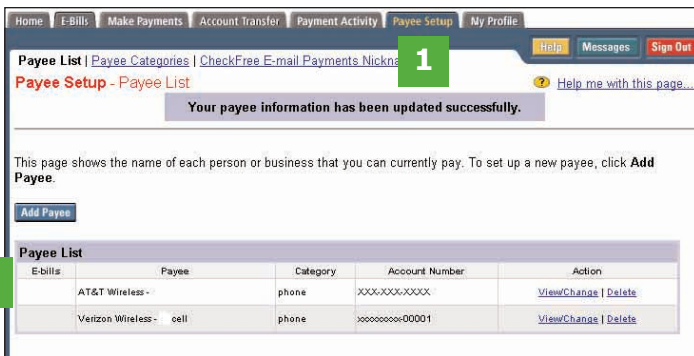 Home E-Bills Make Payments Account Transfer Payment Activity Payee Setup My Profile
Help Messages Sign Out
Payee List | Payee Categories | CheckFree E-mail Payments
1
Payee Setup - Payee List
? Help me with this page...
Your payee information has been updated successfully.
This page shows the name of each person or business that you can currently pay. To set up a new payee, click Add
Payee.
Add Payee
Payee List
E-bills Payee Category Account Number Action
AT&T Wireless - phone XXX-XXX-XXXX View/Change | Delete
Verizon Wireless - cell phone xxxxxxxxx-00001 View/Change | Delete